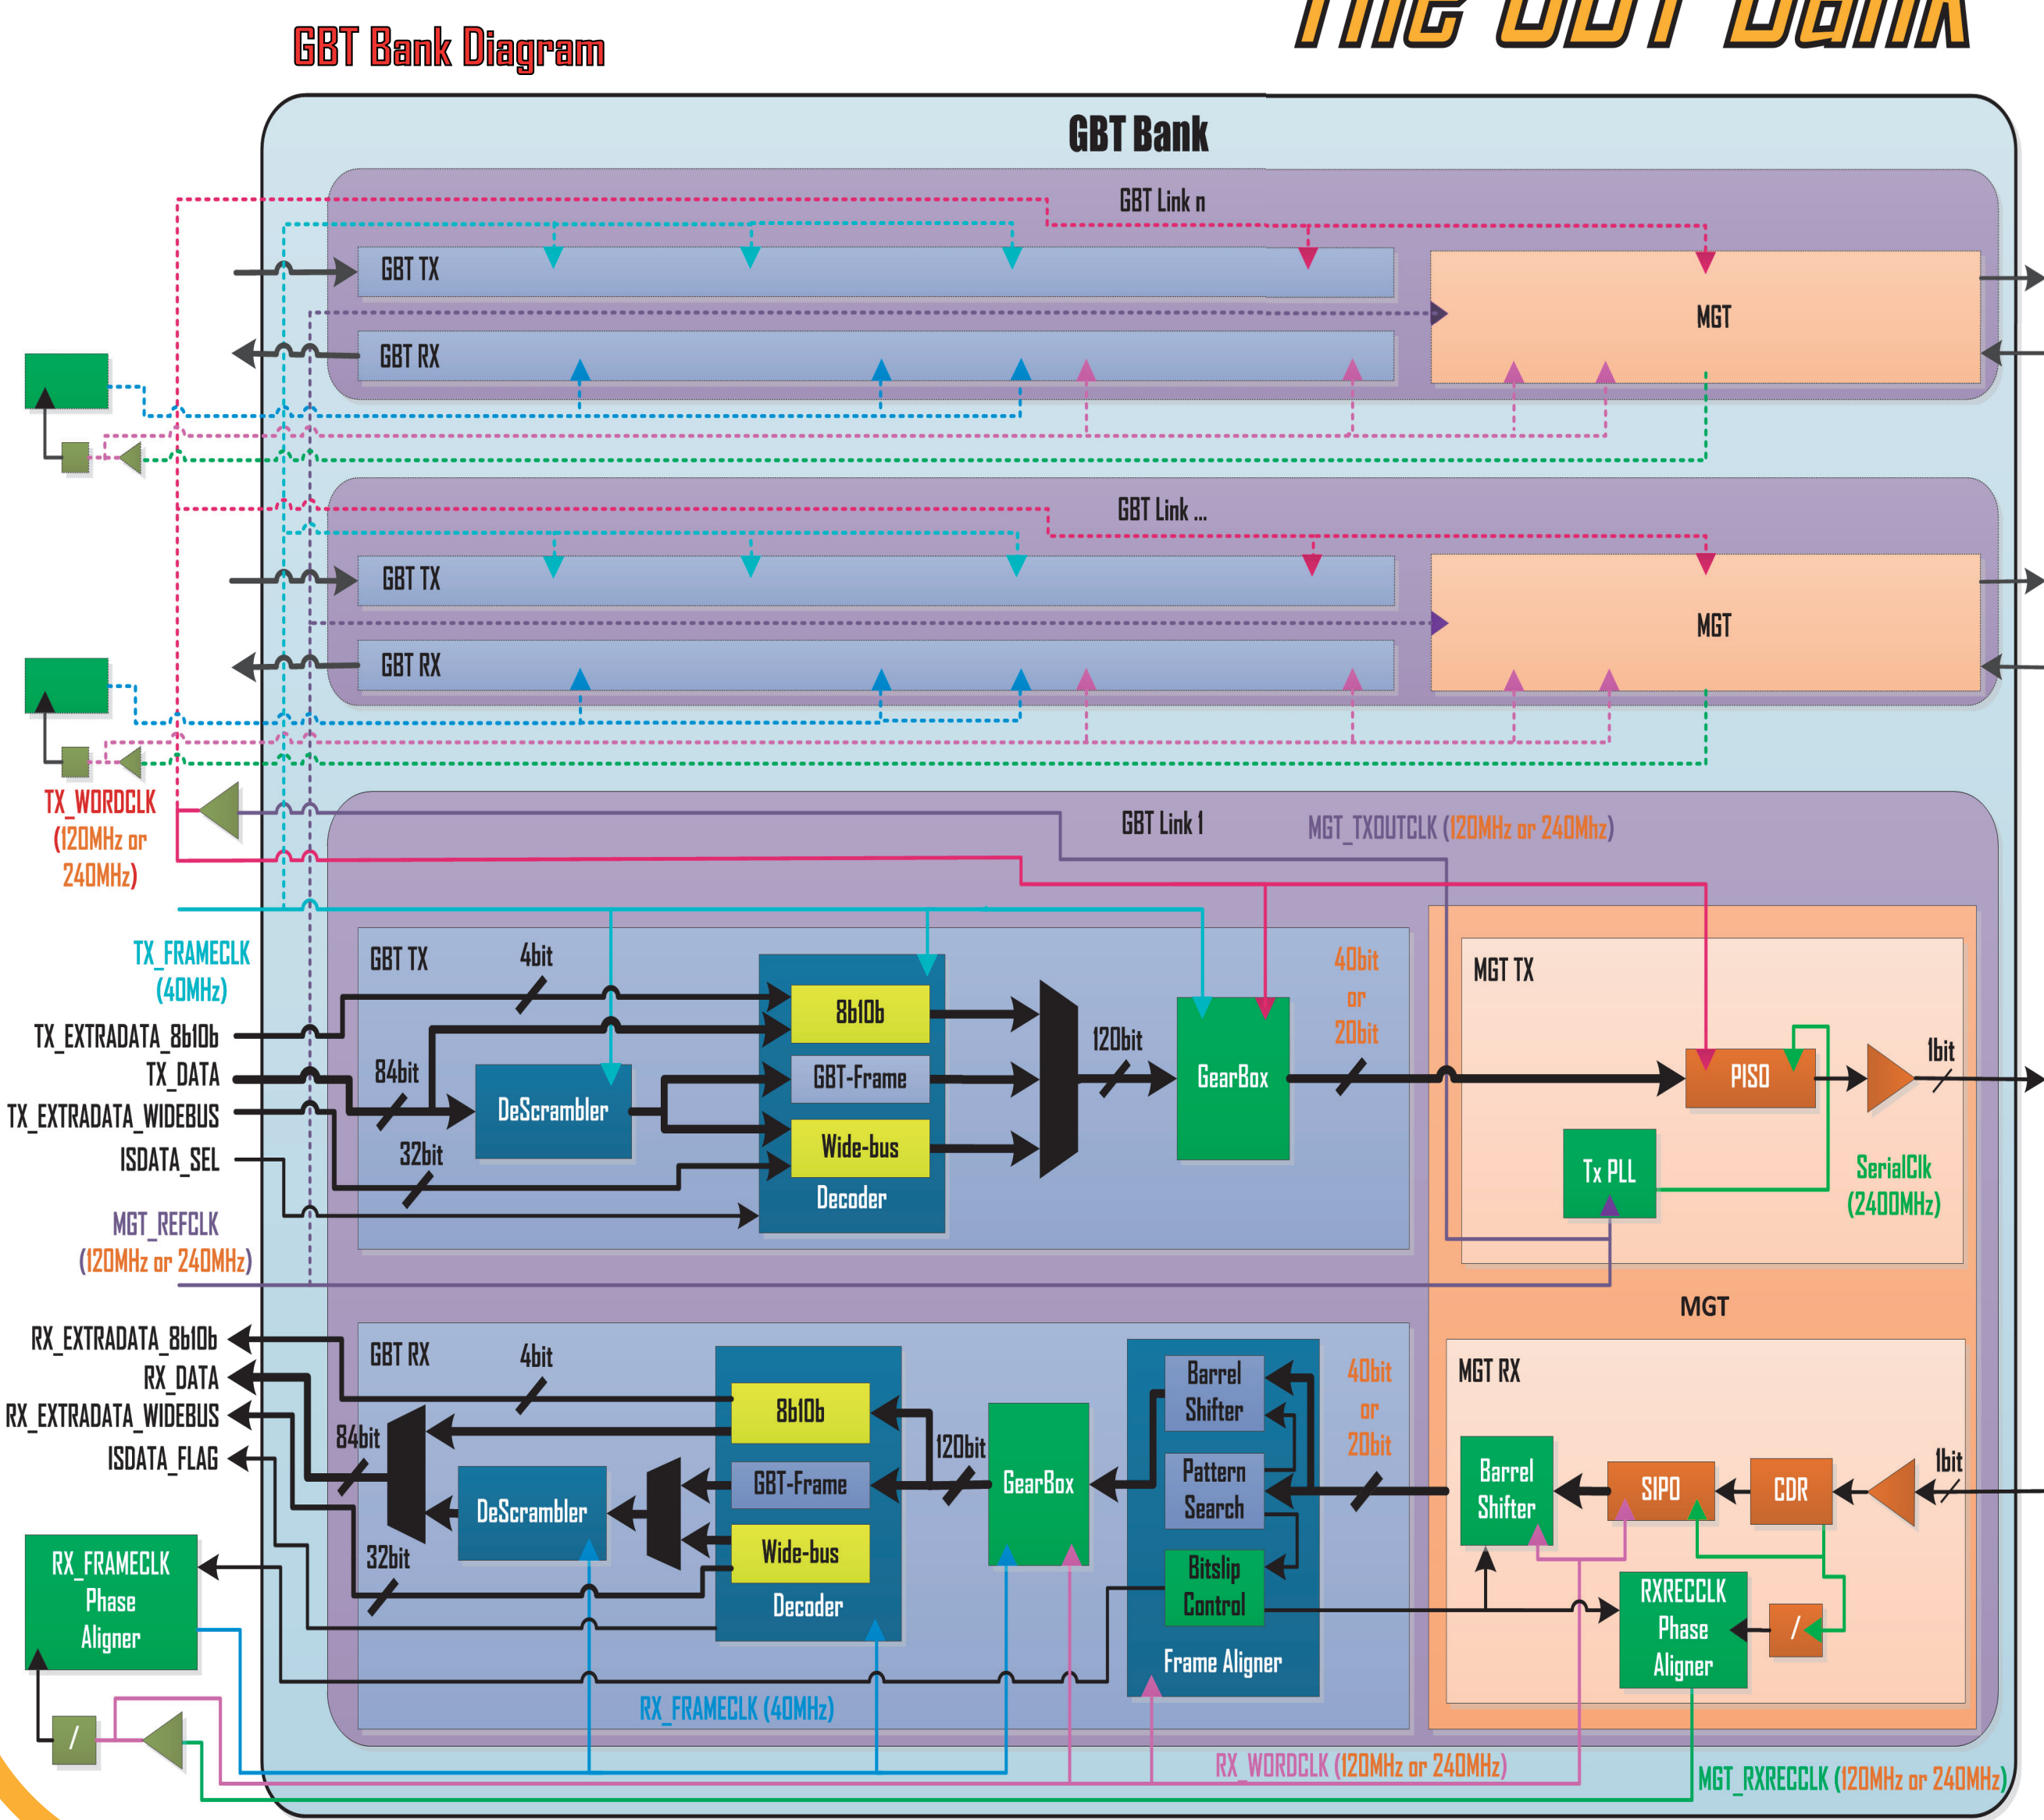 The GBT Bank
GBT Bank Diagram
GBT Bank
GBT Link n
GBT TX
MGT
GBT RX
GBT Link ...
GBT TX
MGT
GBT RX
TX_WORDCLK
(120MHz or
240MHz)
GBT Link 1
MGT_TXOUTCLK (120MHz or 240Mhz)
TX_FRAMECLK
(40MHz)
TX_EXTRADATA_8b10b
TX_DATA
TX_EXTRADATA_WIDEBUS
ISDATA_SEL
MGT_REFCLK
(120MHz or 240MHz)
GBT TX
4bit
84bit
32bit
DeScrambler
8b10b
GBT-Frame
Wide-bus
Decoder
120bit
GearBox
40bit
or
20bit
MGT TX
PISO
1bit
Tx PLL
SerialClk
(2400MHz)
MGT
RX_EXTRADATA_8b10b
RX_DATA
RX_EXTRADATA_WIDEBUS
ISDATA_FLAG
GBT RX
4bit
84bit
32bit
DeScrambler
8b10b
GBT-Frame
Wide-bus
Decoder
120bit
GearBox
Barrel
Shifter
Pattern
Search
Bitslip
Control
Frame Aligner
40bit
or
20bit
MGT RX
Barrel
Shifter
SIPO
CDR
1bit
RXRECCLK
Phase
Aligner
/
RX_FRAMECLK
Phase
Aligner
/
RX_FRAMECLK (40MHz)
RX_WORDCLK (120MHz or 240MHz)
MGT_RXRECCLK (120MHz or 240MHz)